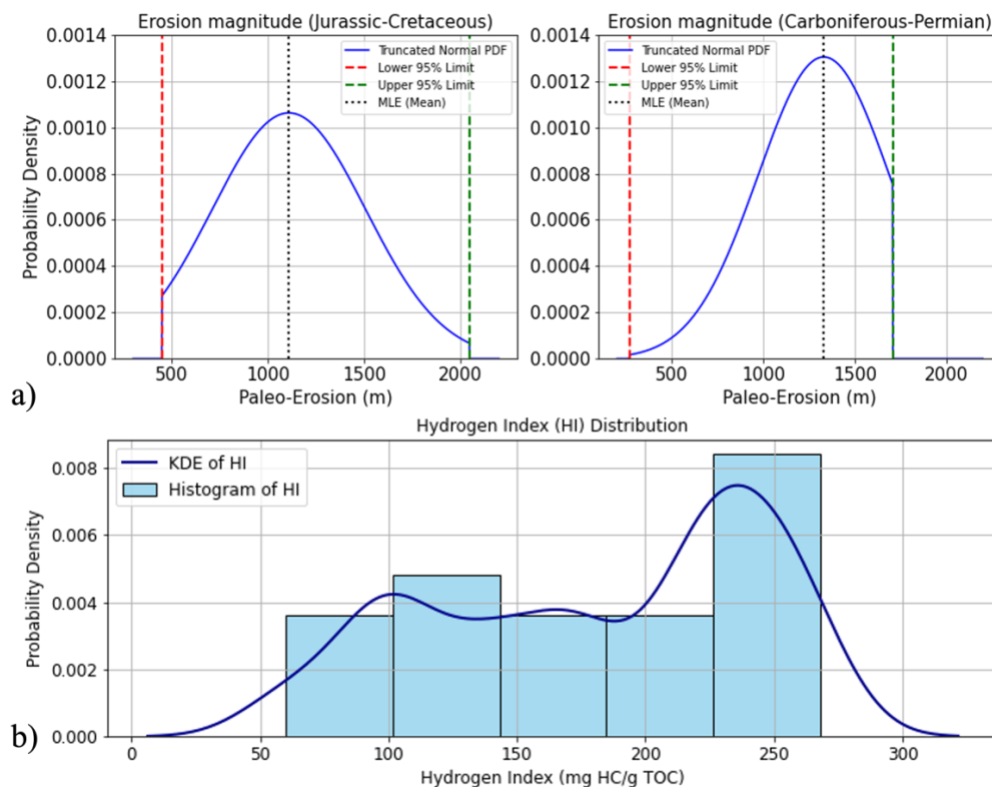 Erosion magnitude (Jurassic-Cretaceous)
Erosion magnitude (Carboniferous-Permian)
0.0014
0.0012
0.0010
0.0008
0.0006
0.0004
0.0002
0.0000
Probability Density
Truncated Normal PDF
Lower 95% Limit
Upper 95% Limit
MLE (Mean)
500 1000 1500 2000
Paleo-Erosion (m)
0.0014
0.0012
0.0010
0.0008
0.0006
0.0004
0.0002
0.0000
Truncated Normal PDF
Lower 95% Limit
Upper 95% Limit
MLE (Mean)
500 1000 1500 2000
Paleo-Erosion (m)
a)
Hydrogen Index (HI) Distribution
0.008
0.006
0.004
0.002
0.000
Probability Density
KDE of HI
Histogram of HI
0 50 100 150 200 250 300
Hydrogen Index (mg HC/g TOC)
b)